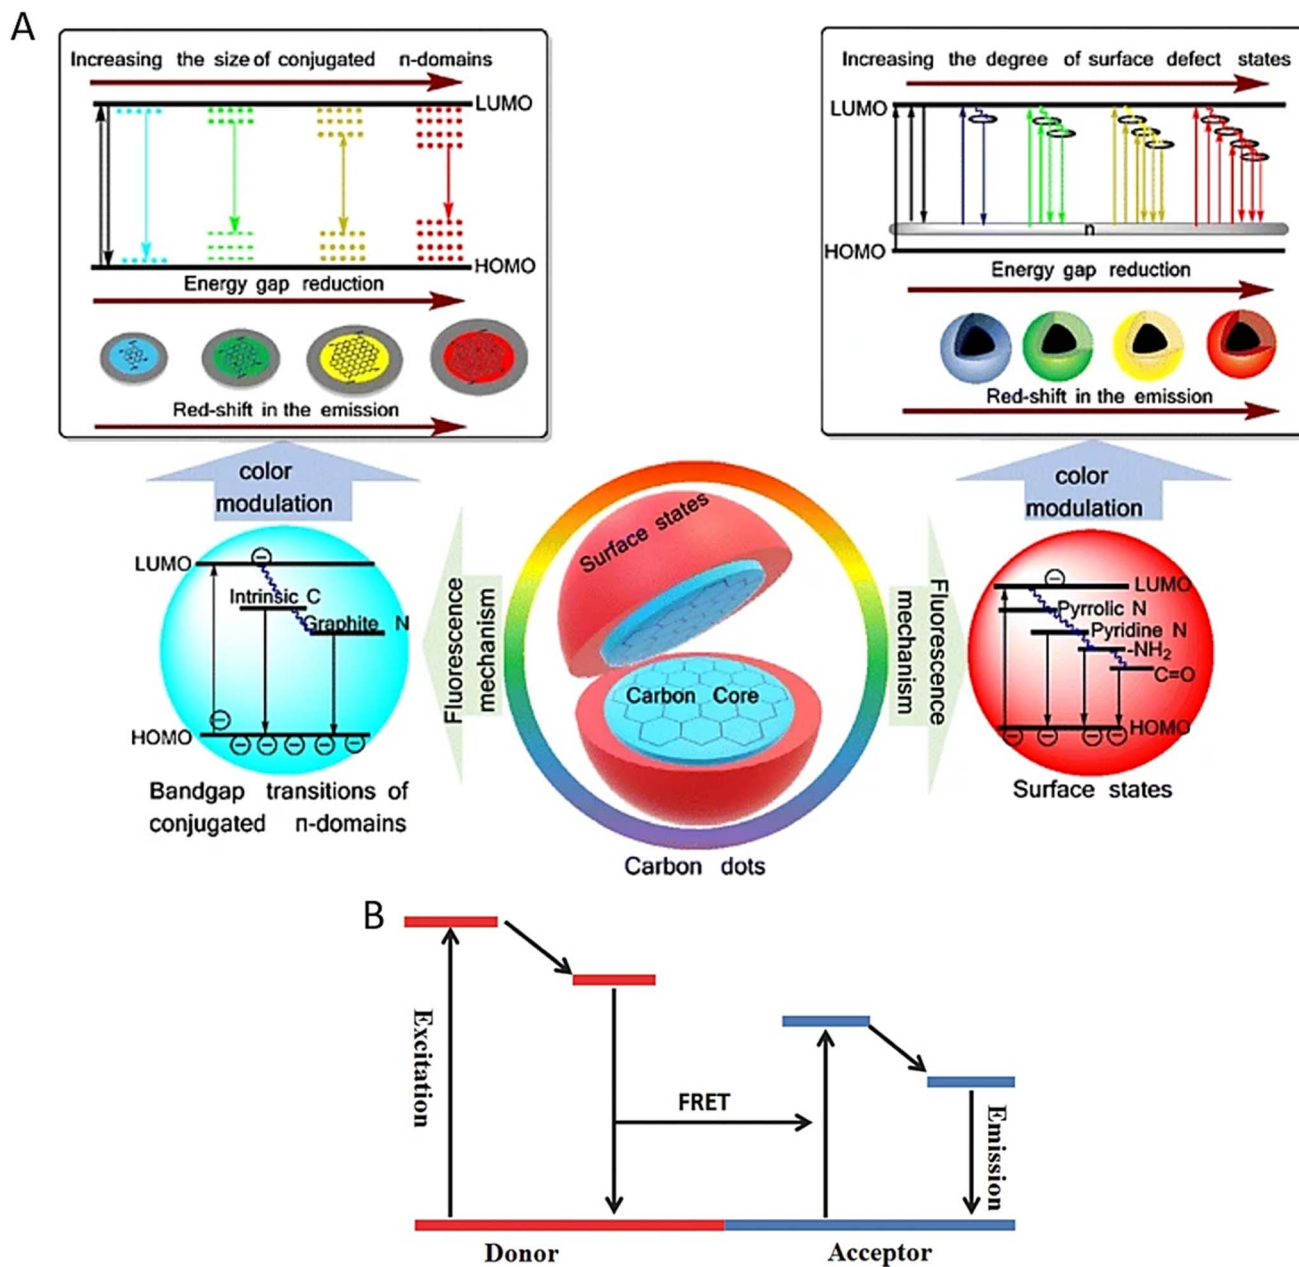 A
Increasing the size of conjugated n-domains
LUMO
HOMO
Energy gap reduction
Red-shift in the emission
Increasing the degree of surface defect states
LUMO
n
HOMO
Energy gap reduction
Red-shift in the emission
color
modulation
color
modulation
LUMO
Intrinsic C
Graphite N
HOMO
Bandgap transitions of
conjugated π-domains
Fluorescence
mechanism
Surface states
Carbon Core
Carbon dots
Fluorescence
mechanism
LUMO
Pyrrolic N
Pyridine N
-NH₂
C=O
HOMO
Surface states
B
Excitation
FRET
Emission
Donor
Acceptor